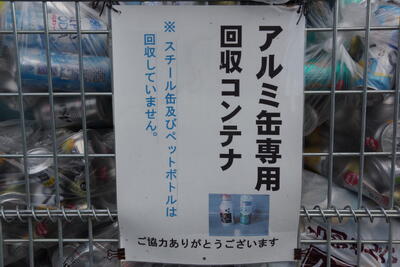 アルミ缶専用
回収コンテナ
※ スチール缶及びペットボトルは
回収していません。
ご協力ありがとうございます